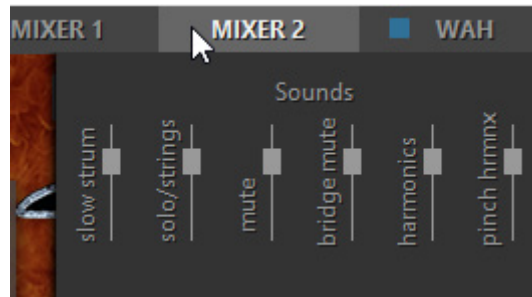 MIXER 1 MIXER 2 WAH
Sounds
slow strum
solo/strings
mute
bridge mute
harmonics
pinch hrmnx